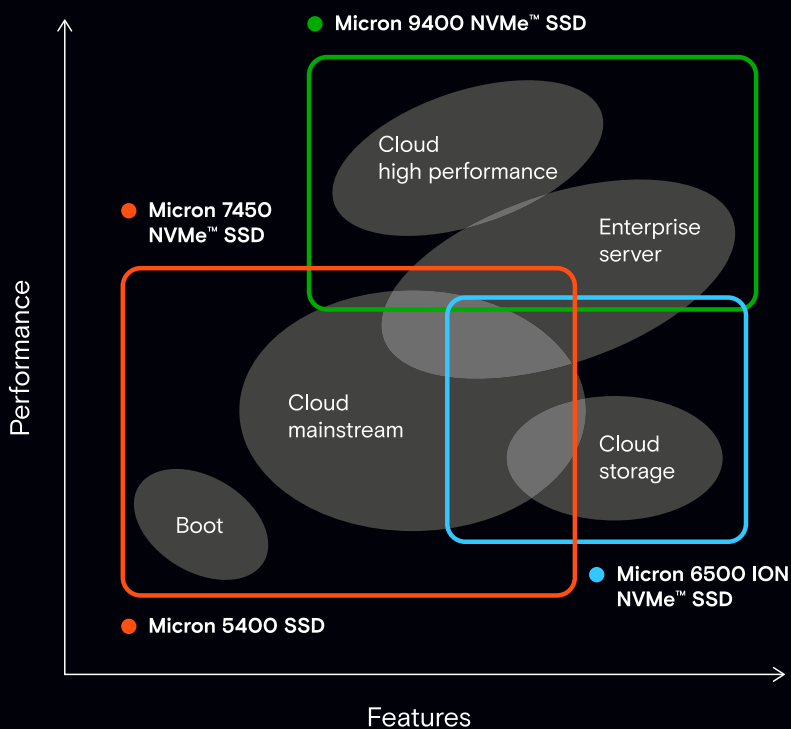 Micron 9400 NVMe™ SSD
Cloud
high performance
Micron 7450
NVMe™ SSD
Enterprise
server
Performance
Cloud
mainstream
Cloud
storage
Boot
Micron 6500 ION
NVMe™ SSD
Micron 5400 SSD
Features